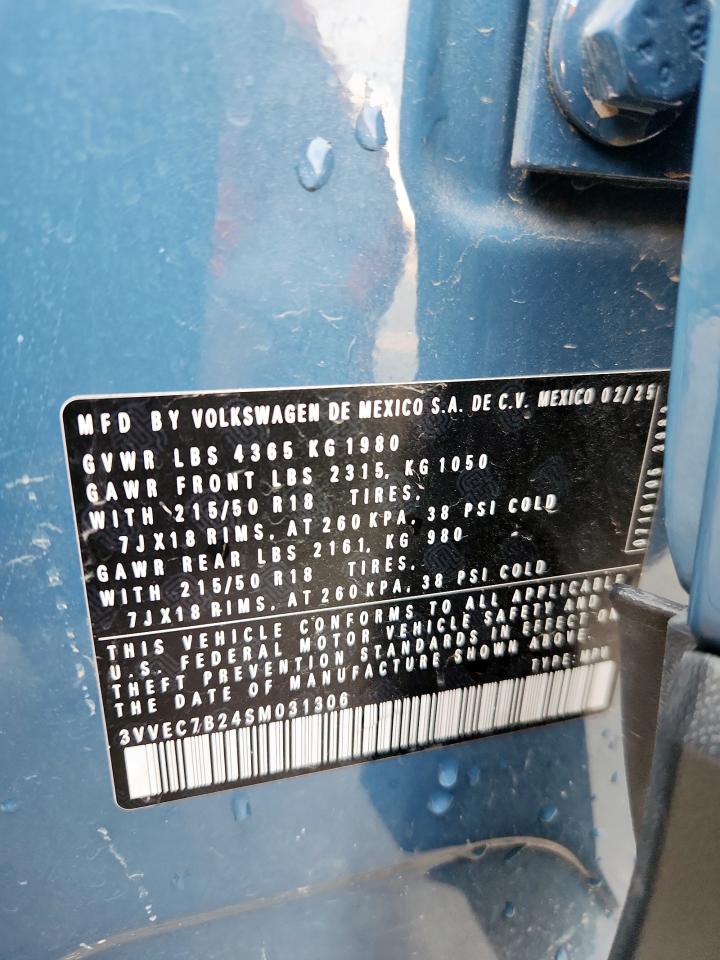 MFD BY VOLKSWAGEN DE MEXICO S.A. DE C.V. MEXICO 02/25
GVWR LBS 4365 KG 1980
GAWR FRONT LBS 2315, KG 1050
WITH 215/50 R18 TIRES,
7JX18 RIMS, AT 260 KPA, 38 PSI COLD
GAWR REAR LBS 2161, KG 980
WITH 215/50 R18 TIRES,
7JX18 RIMS, AT 260 KPA, 38 PSI COLD
THIS VEHICLE CONFORMS TO ALL APPLICABLE
U.S. FEDERAL MOTOR VEHICLE SAFETY AND
THEFT PREVENTION STANDARDS IN EFFECT ON
THE DATE OF MANUFACTURE SHOWN ABOVE.
TYPE: MPV
3VVEC7B24SM031306